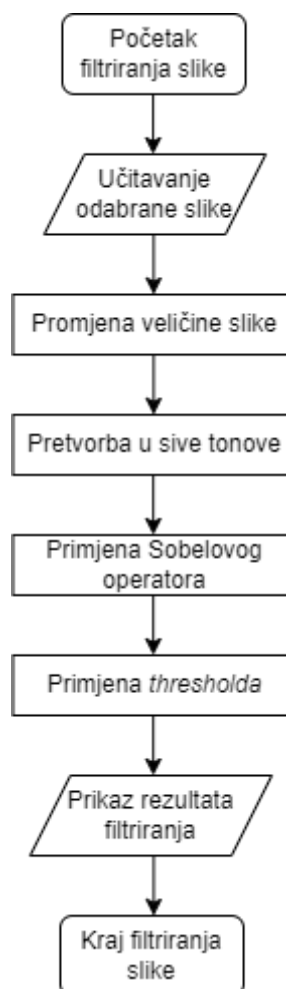 Početak
filtriranja slike
Učitavanje
odabrane slike
Promjena veličine slike
Pretvorba u sive tonove
Primjena Sobelovog
operatora
Primjena thresholda
Prikaz rezultata
filtriranja
Kraj filtriranja
slike